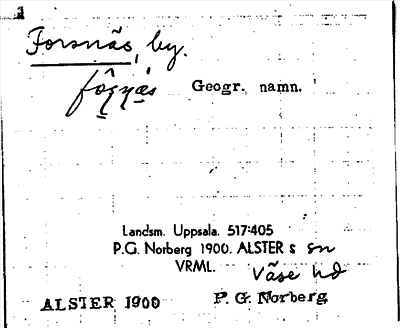 Forsnäs, by.
Geogr. namn.
Landsm. Uppsala. 517:405
P.G. Norberg 1900. ALSTER s sn
VRML. Väse hd
ALSTER 1900 P. G. Norberg